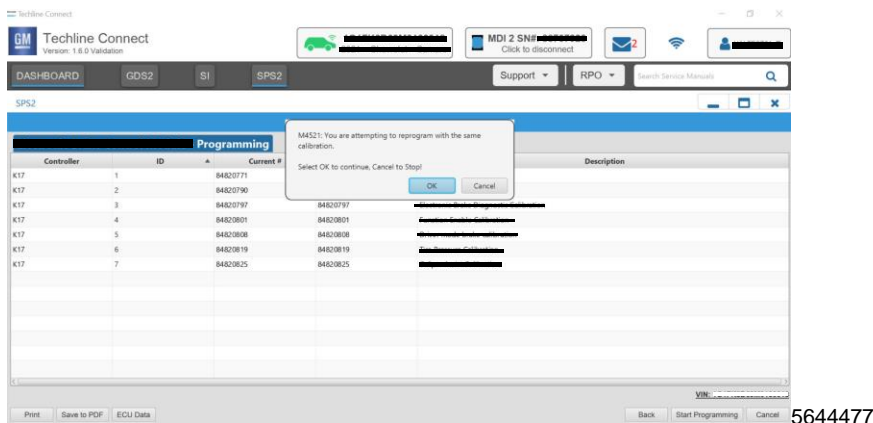 Techline Connect
GM
Techline Connect
Version: 1.6.0 Validation
MDI 2 SN#:
Click to disconnect
2
DASHBOARD GDS2 SI SPS2 Support RPO Search Service Manuals
SPS2
Programming
M4521: You are attempting to reprogram with the same
calibration.
Select OK to continue, Cancel to Stop!
OK Cancel
Controller ID Current # Description
K17 1 84820771
K17 2 84820790
K17 3 84820797 84820797
K17 4 84820801 84820801
K17 5 84820808 84820808
K17 6 84820819 84820819
K17 7 84820825 84820825
VIN:
Print Save to PDF ECU Data Back Start Programming Cancel
5644477